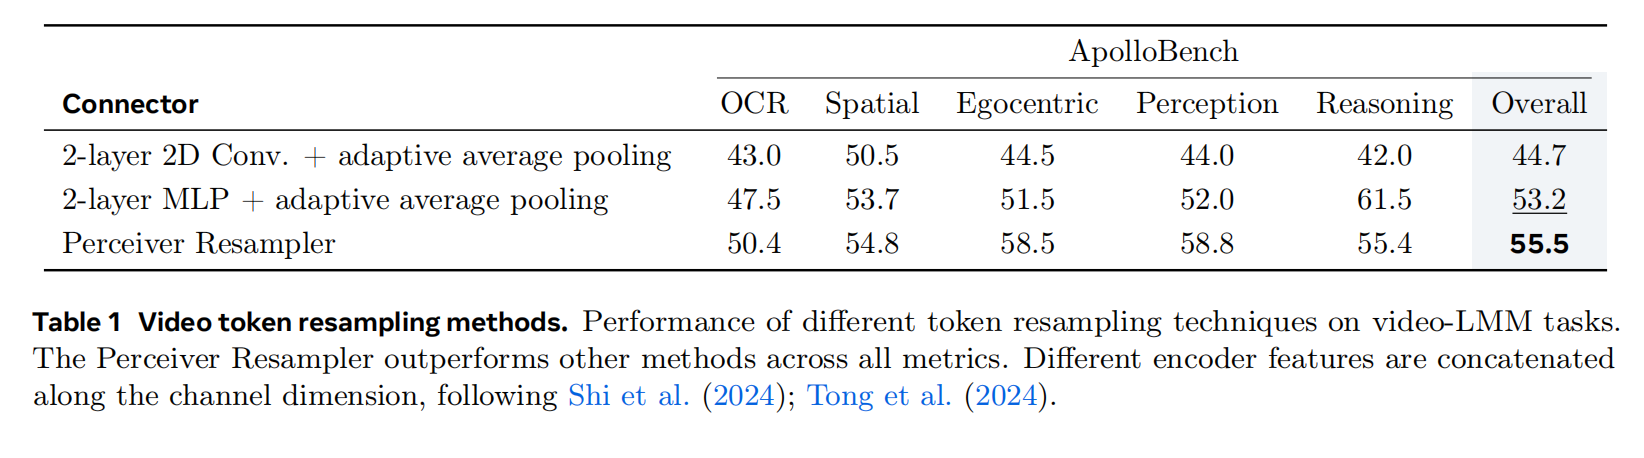 ApolloBench
Connector OCR Spatial Egocentric Perception Reasoning Overall
2-layer 2D Conv. + adaptive average pooling 43.0 50.5 44.5 44.0 42.0 44.7
2-layer MLP + adaptive average pooling 47.5 53.7 51.5 52.0 61.5 53.2
Perceiver Resampler 50.4 54.8 58.5 58.8 55.4 55.5
Table 1 Video token resampling methods. Performance of different token resampling techniques on video-LMM tasks.
The Perceiver Resampler outperforms other methods across all metrics. Different encoder features are concatenated
along the channel dimension, following Shi et al. (2024); Tong et al. (2024).